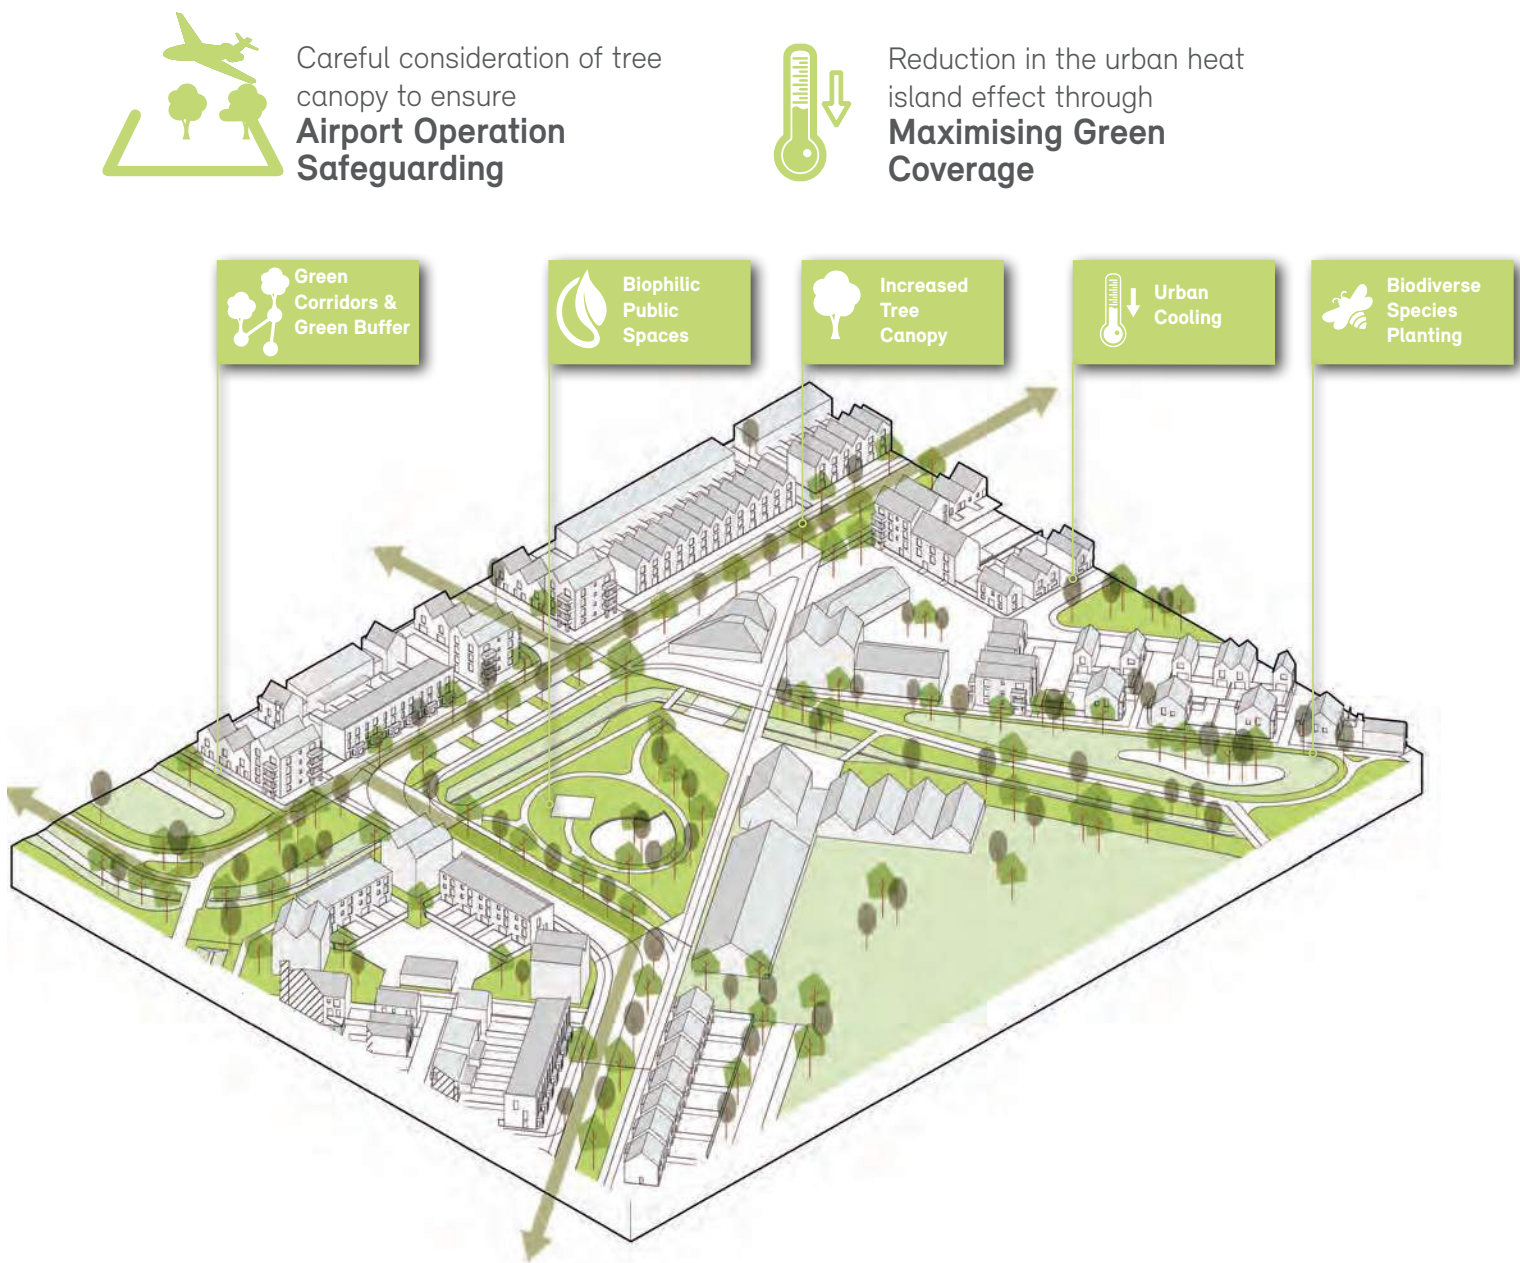 Careful consideration of tree
canopy to ensure
Airport Operation
Safeguarding
Reduction in the urban heat
island effect through
Maximising Green
Coverage
Green
Corridors &
Green Buffer
Biophilic
Public
Spaces
Increased
Tree
Canopy
Urban
Cooling
Biodiverse
Species
Planting